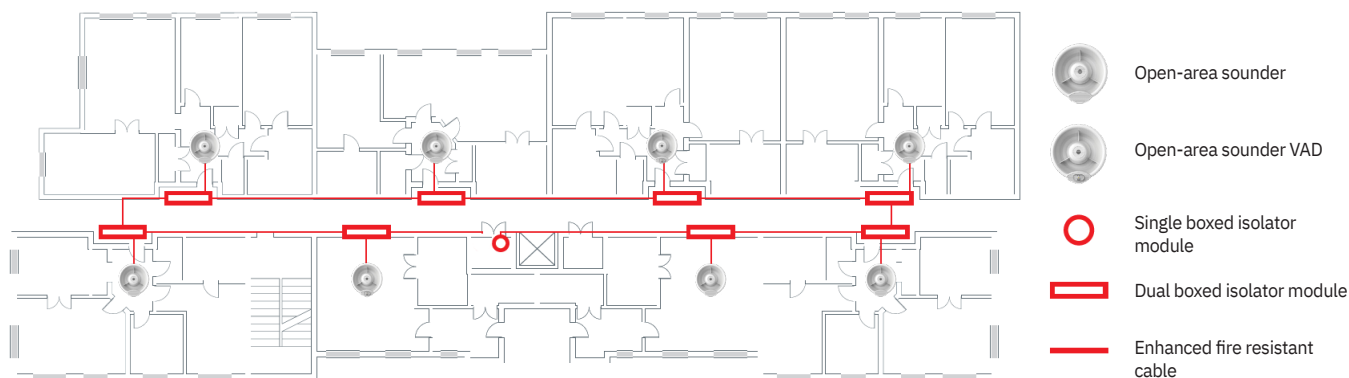 Open-area sounder
Open-area sounder VAD
Single boxed isolator
module
Dual boxed isolator module
Enhanced fire resistant
cable